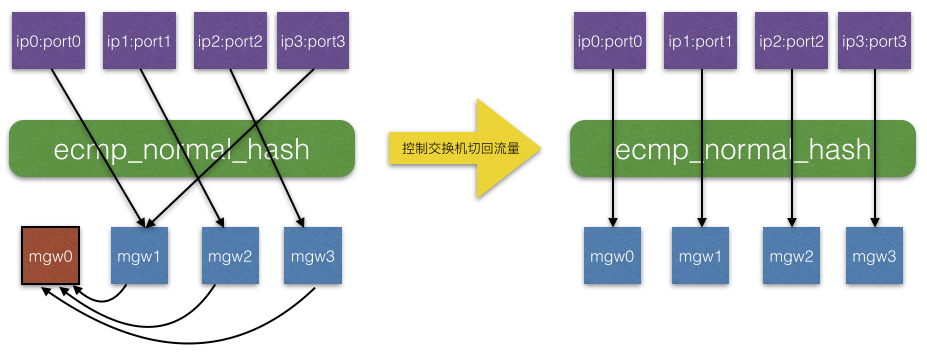 ip0:port0
ip1:port1
ip2:port2
ip3:port3
ecmp_normal_hash
mgw0
mgw1
mgw2
mgw3
控制交换机切回流量
ip0:port0
ip1:port1
ip2:port2
ip3:port3
ecmp_normal_hash
mgw0
mgw1
mgw2
mgw3